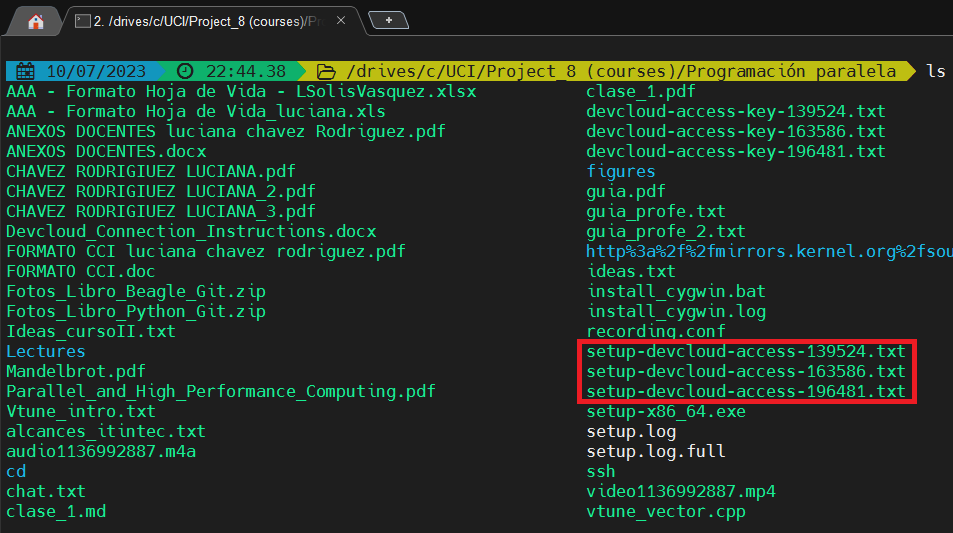 2. /drives/c/UCI/Project_8 (courses)/Pr
10/07/2023 22:44.38 /drives/c/UCI/Project_8 (courses)/Programación paralela ls
AAA - Formato Hoja de Vida - LSolisVasquez.xlsx clase_1.pdf
AAA - Formato Hoja de Vida_luciana.xls devcloud-access-key-139524.txt
ANEXOS DOCENTES luciana chavez Rodriguez.pdf devcloud-access-key-163586.txt
ANEXOS DOCENTES.docx devcloud-access-key-196481.txt
CHAVEZ RODRIGIUEZ LUCIANA.pdf figures
CHAVEZ RODRIGIUEZ LUCIANA_2.pdf guia.pdf
CHAVEZ RODRIGIUEZ LUCIANA_3.pdf guia_profe.txt
Devcloud_Connection_Instructions.docx guia_profe_2.txt
FORMATO CCI luciana chavez rodriguez.pdf http%3a%2f%2fmirrors.kernel.org%2fsou
FORMATO CCI.doc ideas.txt
Fotos_Libro_Beagle_Git.zip install_cygwin.bat
Fotos_Libro_Python_Git.zip install_cygwin.log
Ideas_cursoII.txt recording.conf
Lectures setup-devcloud-access-139524.txt
Mandelbrot.pdf setup-devcloud-access-163586.txt
Parallel_and_High_Performance_Computing.pdf setup-devcloud-access-196481.txt
Vtune_intro.txt setup-x86_64.exe
alcances_itintec.txt setup.log
audio1136992887.m4a setup.log.full
cd ssh
chat.txt video1136992887.mp4
clase_1.md vtune_vector.cpp